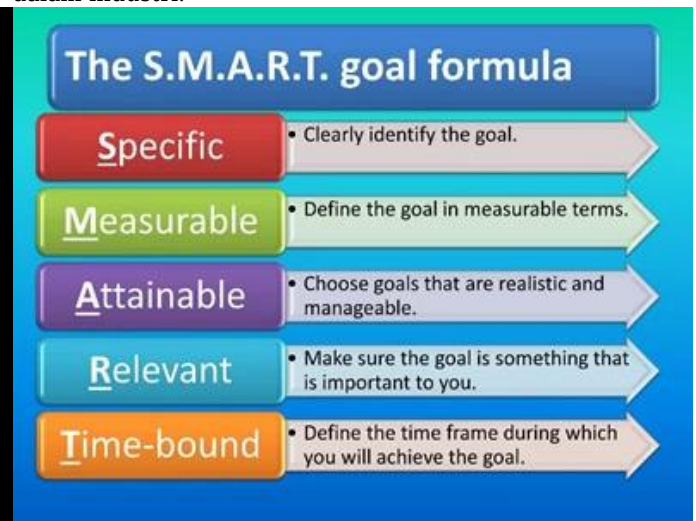 dalam industri.
The S.M.A.R.T. goal formula
Specific
• Clearly identify the goal.
Measurable
• Define the goal in measurable terms.
Attainable
• Choose goals that are realistic and
manageable.
Relevant
• Make sure the goal is something that
is important to you.
Time-bound
• Define the time frame during which
you will achieve the goal.